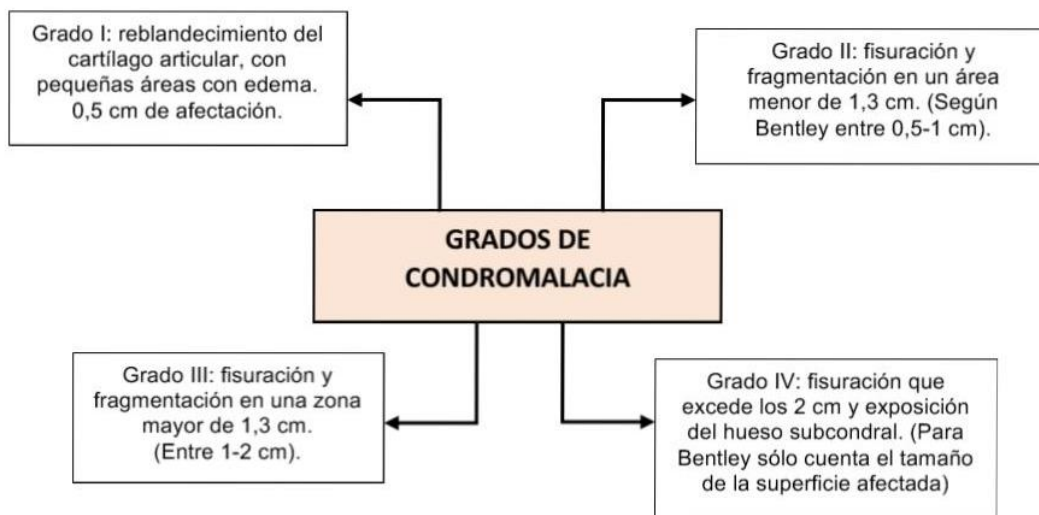 Grado I: reblandecimiento del
cartílago articular, con
pequeñas áreas con edema.
0,5 cm de afectación.
Grado II: fisuración y
fragmentación en un área
menor de 1,3 cm. (Según
Bentley entre 0,5-1 cm).
GRADOS DE
CONDROMALACIA
Grado III: fisuración y
fragmentación en una zona
mayor de 1,3 cm.
(Entre 1-2 cm).
Grado IV: fisuración que
excede los 2 cm y exposición
del hueso subcondral. (Para
Bentley sólo cuenta el tamaño
de la superficie afectada)